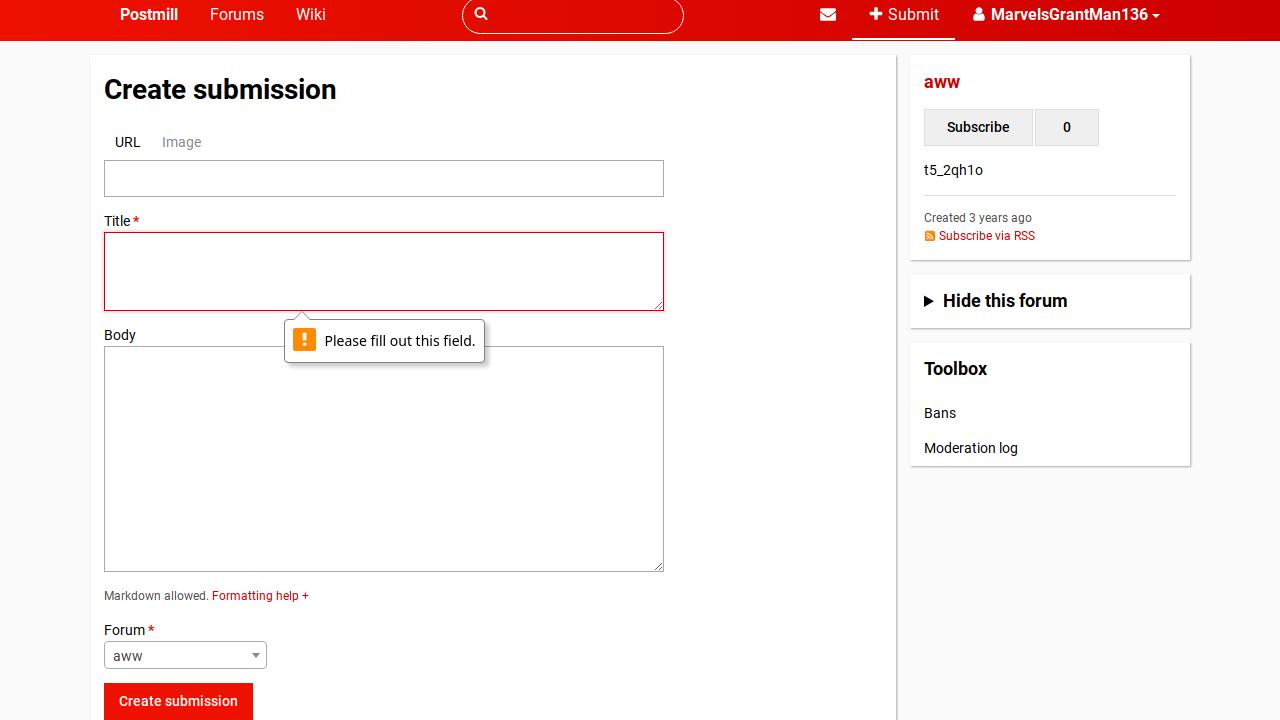 Postmill Forums Wiki Submit MarvelsGrantMan136
Create submission
URL Image
Title *
Please fill out this field.
Body
Markdown allowed. Formatting help +
Forum *
aww
Create submission
aww
Subscribe 0
t5_2qh1o
Created 3 years ago
Subscribe via RSS
Hide this forum
Toolbox
Bans
Moderation log